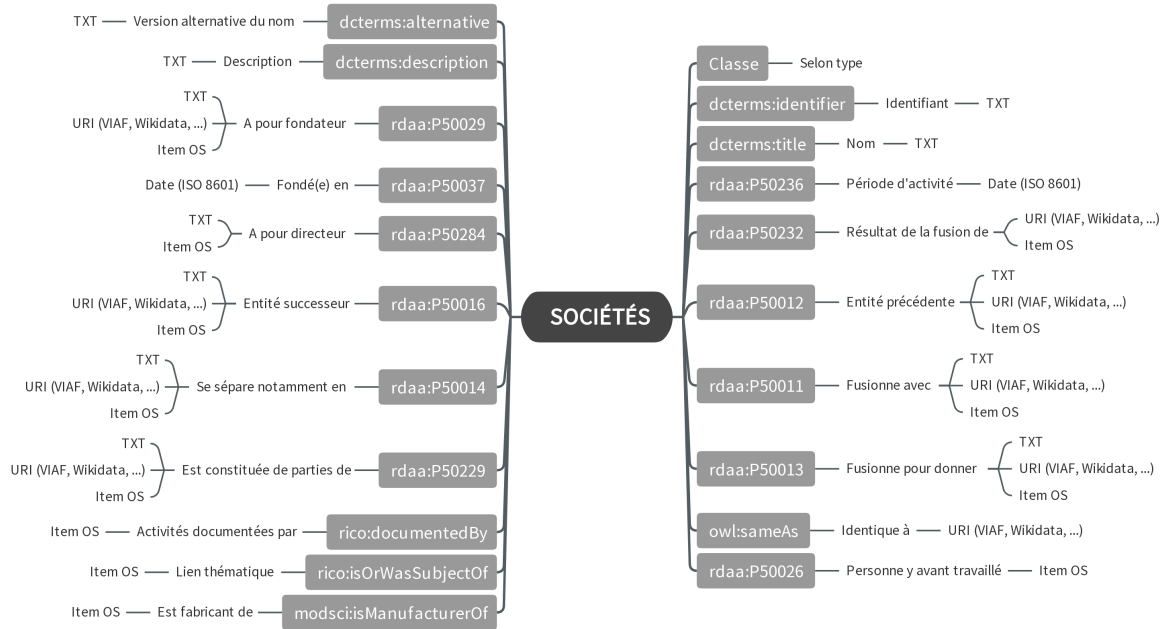 SOCIÉTÉS
TXT Version alternative du nom dcterms:alternative
TXT Description dcterms:description
TXT
URI (VIAF, Wikidata, ...) A pour fondateur rdaa:P50029
Item OS
Date (ISO 8601) Fondé(e) en rdaa:P50037
TXT
A pour directeur rdaa:P50284
Item OS
TXT
URI (VIAF, Wikidata, ...) Entité successeur rdaa:P50016
Item OS
TXT
URI (VIAF, Wikidata, ...) Se sépare notamment en rdaa:P50014
Item OS
TXT
URI (VIAF, Wikidata, ...) Est constituée de parties de rdaa:P50229
Item OS
Item OS Activités documentées par rico:documentedBy
Item OS Lien thématique rico:isOrWasSubjectOf
Item OS Est fabricant de modsci:isManufacturerOf
Classe Selon type
dcterms:identifier Identifiant TXT
dcterms:title Nom TXT
rdaa:P50236 Période d'activité Date (ISO 8601)
URI (VIAF, Wikidata, ...)
rdaa:P50232 Résultat de la fusion de
Item OS
TXT
rdaa:P50012 Entité précédente URI (VIAF, Wikidata, ...)
Item OS
TXT
rdaa:P50011 Fusionne avec URI (VIAF, Wikidata, ...)
Item OS
TXT
rdaa:P50013 Fusionne pour donner URI (VIAF, Wikidata, ...)
Item OS
owl:sameAs Identique à URI (VIAF, Wikidata, ...)
rdaa:P50026 Personne y avant travaillé Item OS